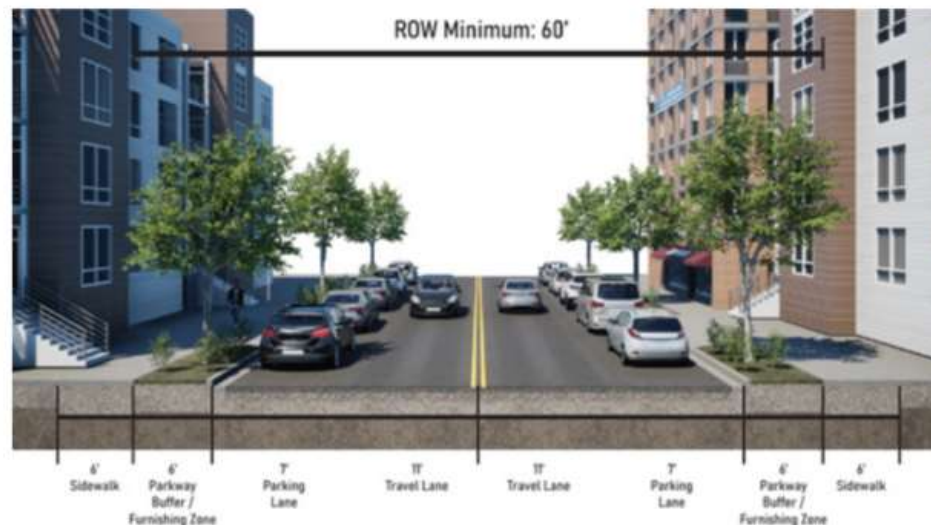 ROW Minimum: 60'
6'
Sidewalk
6'
Parkway
Buffer /
Furnishing Zone
7'
Parking
Lane
11'
Travel Lane
11'
Travel Lane
7'
Parking
Lane
6'
Parkway
Buffer /
Furnishing Zone
6'
Sidewalk